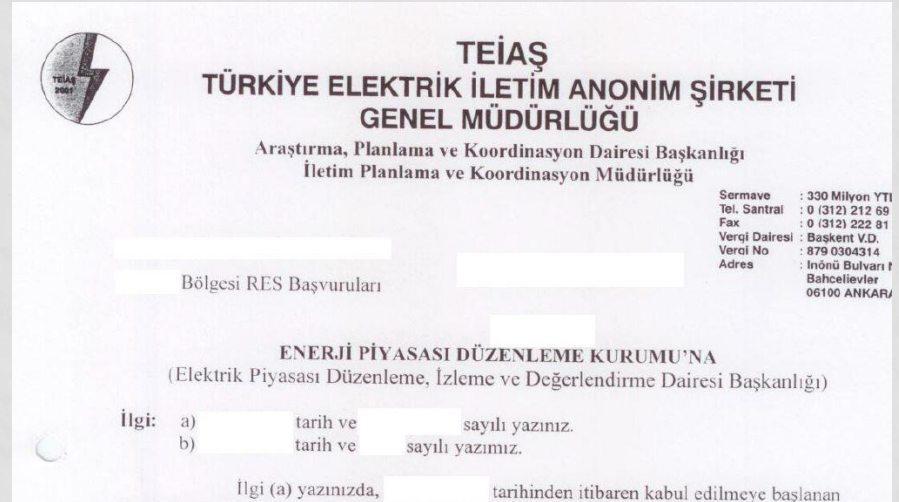 TEİAŞ
2001
TEİAŞ
TÜRKİYE ELEKTRİK İLETİM ANONİM ŞİRKETİ
GENEL MÜDÜRLÜĞÜ
Araştırma, Planlama ve Koordinasyon Dairesi Başkanlığı
İletim Planlama ve Koordinasyon Müdürlüğü
Sermaye : 330 Milyon YTL
Tel. Santral : 0 (312) 212 69
Fax : 0 (312) 222 81
Vergi Dairesi : Başkent V.D.
Vergi No : 879 0304314
Adres : İnönü Bulvarı N
Bahcelievler
06100 ANKARA
Bölgesi RES Başvuruları
ENERJİ PİYASASI DÜZENLEME KURUMU'NA
(Elektrik Piyasası Düzenleme, İzleme ve Değerlendirme Dairesi Başkanlığı)
İlgi: a) tarih ve sayılı yazınız.
b) tarih ve sayılı yazımız.
İlgi (a) yazınızda, tarihinden itibaren kabul edilmeye başlanan